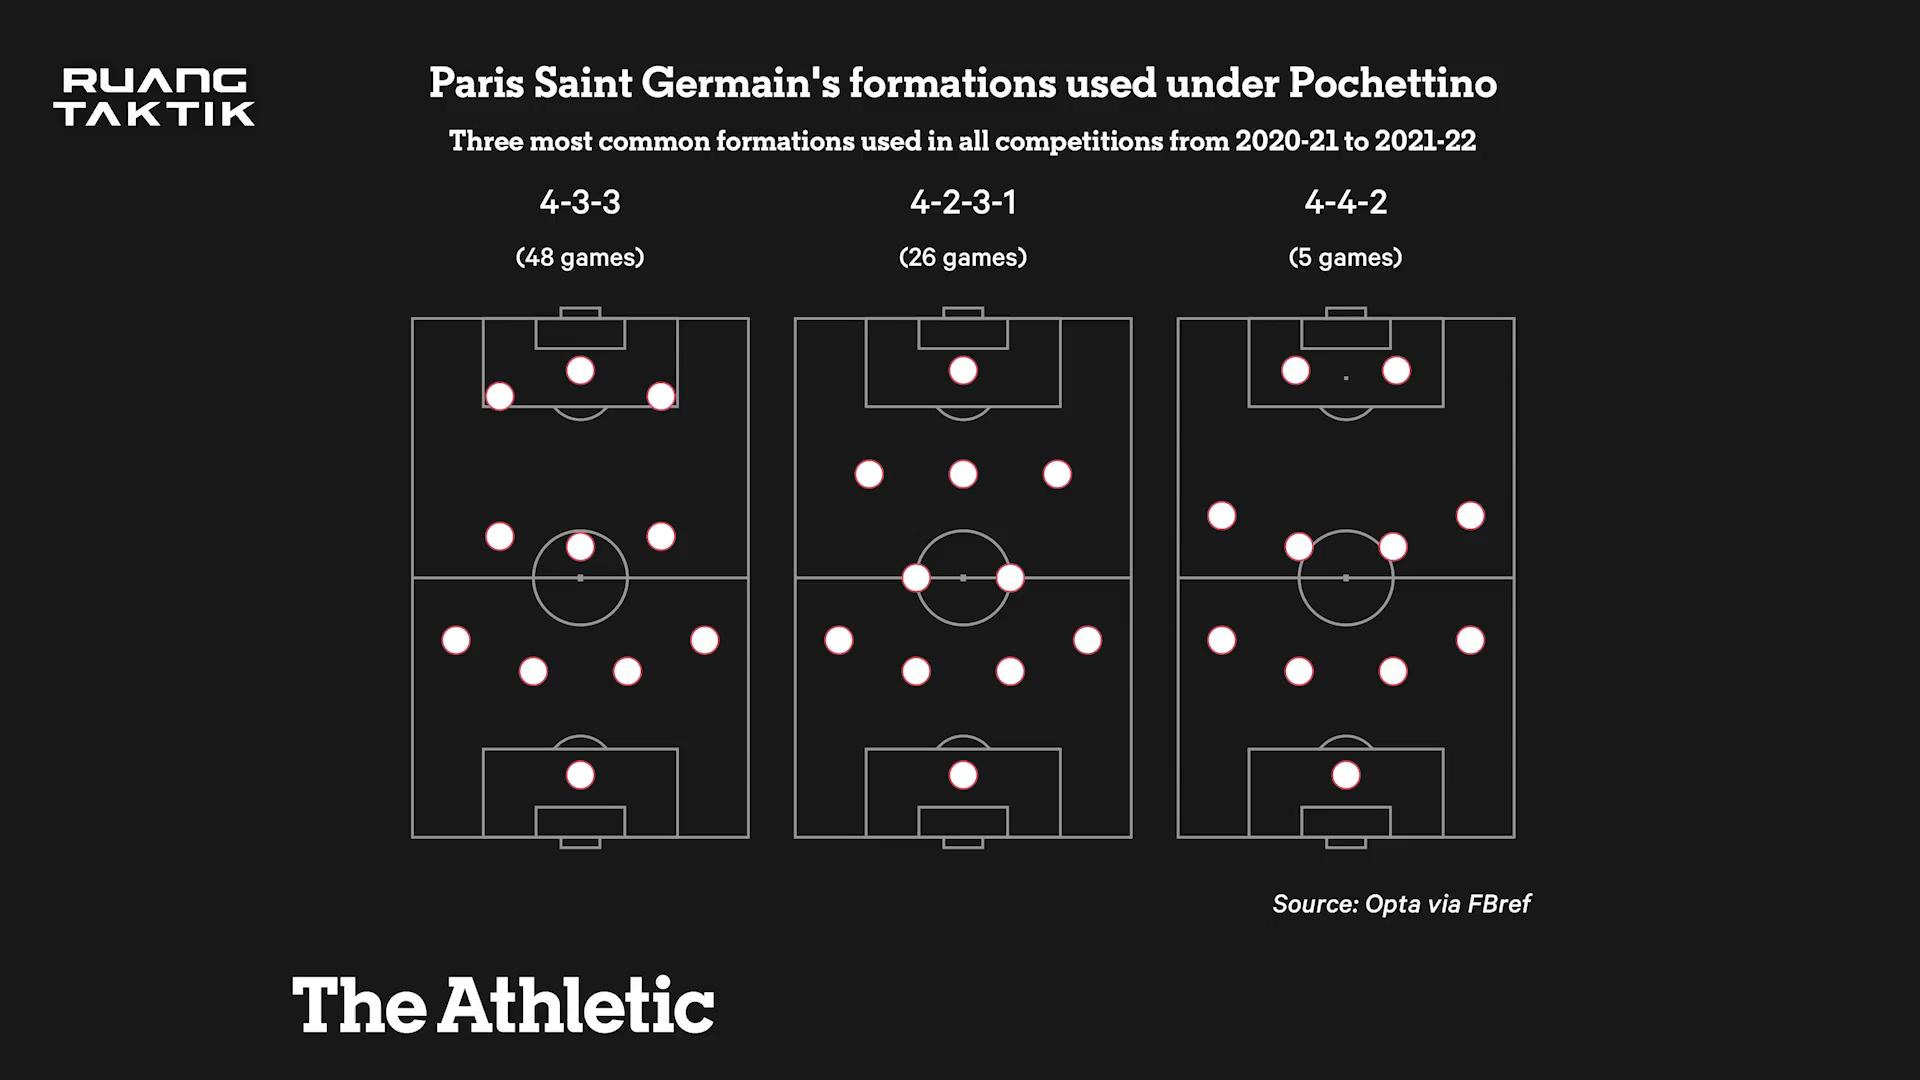 RUANG
TAKTIK
Paris Saint Germain's formations used under Pochettino
Three most common formations used in all competitions from 2020-21 to 2021-22
4-3-3
(48 games)
4-2-3-1
(26 games)
4-4-2
(5 games)
Source: Opta via FBref
The Athletic